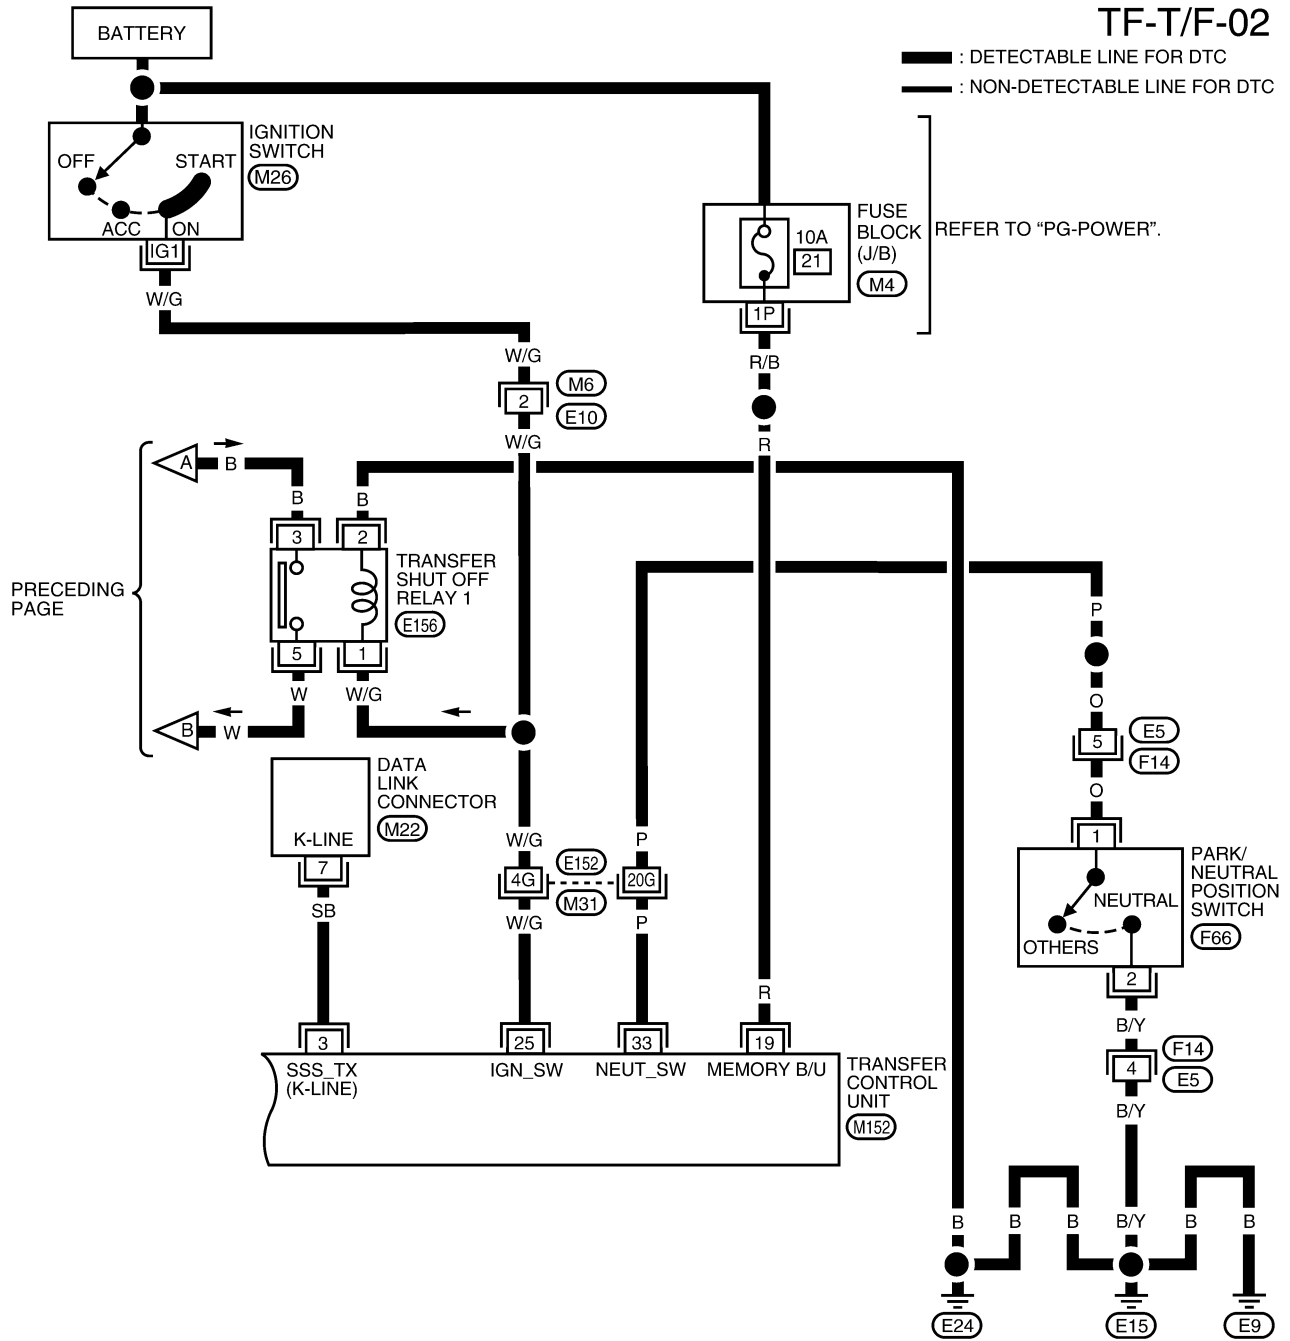 TF-T/F-02
BATTERY
: DETECTABLE LINE FOR DTC
: NON-DETECTABLE LINE FOR DTC
IGNITION
SWITCH
M26
OFF
START
ACC
ON
IG1
W/G
FUSE
BLOCK
(J/B)
M4
10A
21
1P
REFER TO “PG-POWER”.
R/B
W/G
2
M6
E10
W/G
R
PRECEDING
PAGE
A
B
B
B
3
2
TRANSFER
SHUT OFF
RELAY 1
E156
5
1
W
W/G
B
W
P
O
5
E5
F14
O
1
PARK/
NEUTRAL
POSITION
SWITCH
F66
NEUTRAL
OTHERS
2
B/Y
4
F14
E5
B/Y
DATA
LINK
CONNECTOR
M22
K-LINE
7
SB
W/G
P
4G
E152
M31
20G
W/G
P
R
3
25
33
19
SSS_TX
(K-LINE)
IGN_SW
NEUT_SW
MEMORY B/U
TRANSFER
CONTROL
UNIT
M152
B
B
B
B/Y
B
B
E24
E15
E9